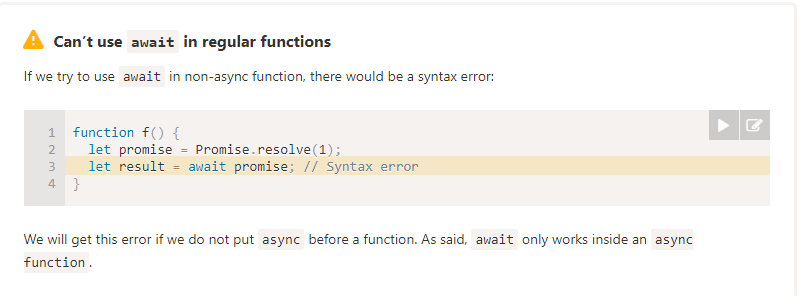 Can't use await in regular functions
If we try to use await in non-async function, there would be a syntax error:
1 function f() {
2   let promise = Promise.resolve(1);
3   let result = await promise; // Syntax error
4 }
We will get this error if we do not put async before a function. As said, await only works inside an async
function.